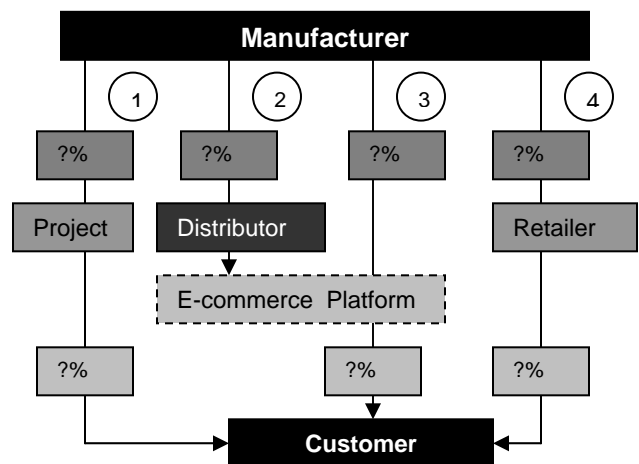 Manufacturer
1 2 3 4
?% ?% ?% ?%
Project Distributor Retailer
E-commerce Platform
?% ?% ?%
Customer